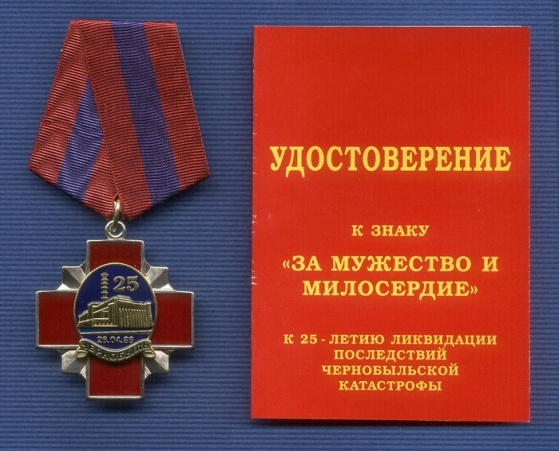 25
26.04.86
УДОСТОВЕРЕНИЕ
К ЗНАКУ
«ЗА МУЖЕСТВО И
МИЛОСЕРДИЕ»
К 25 - ЛЕТИЮ ЛИКВИДАЦИИ
ПОСЛЕДСТВИЙ
ЧЕРНОБЫЛЬСКОЙ
КАТАСТРОФЫ